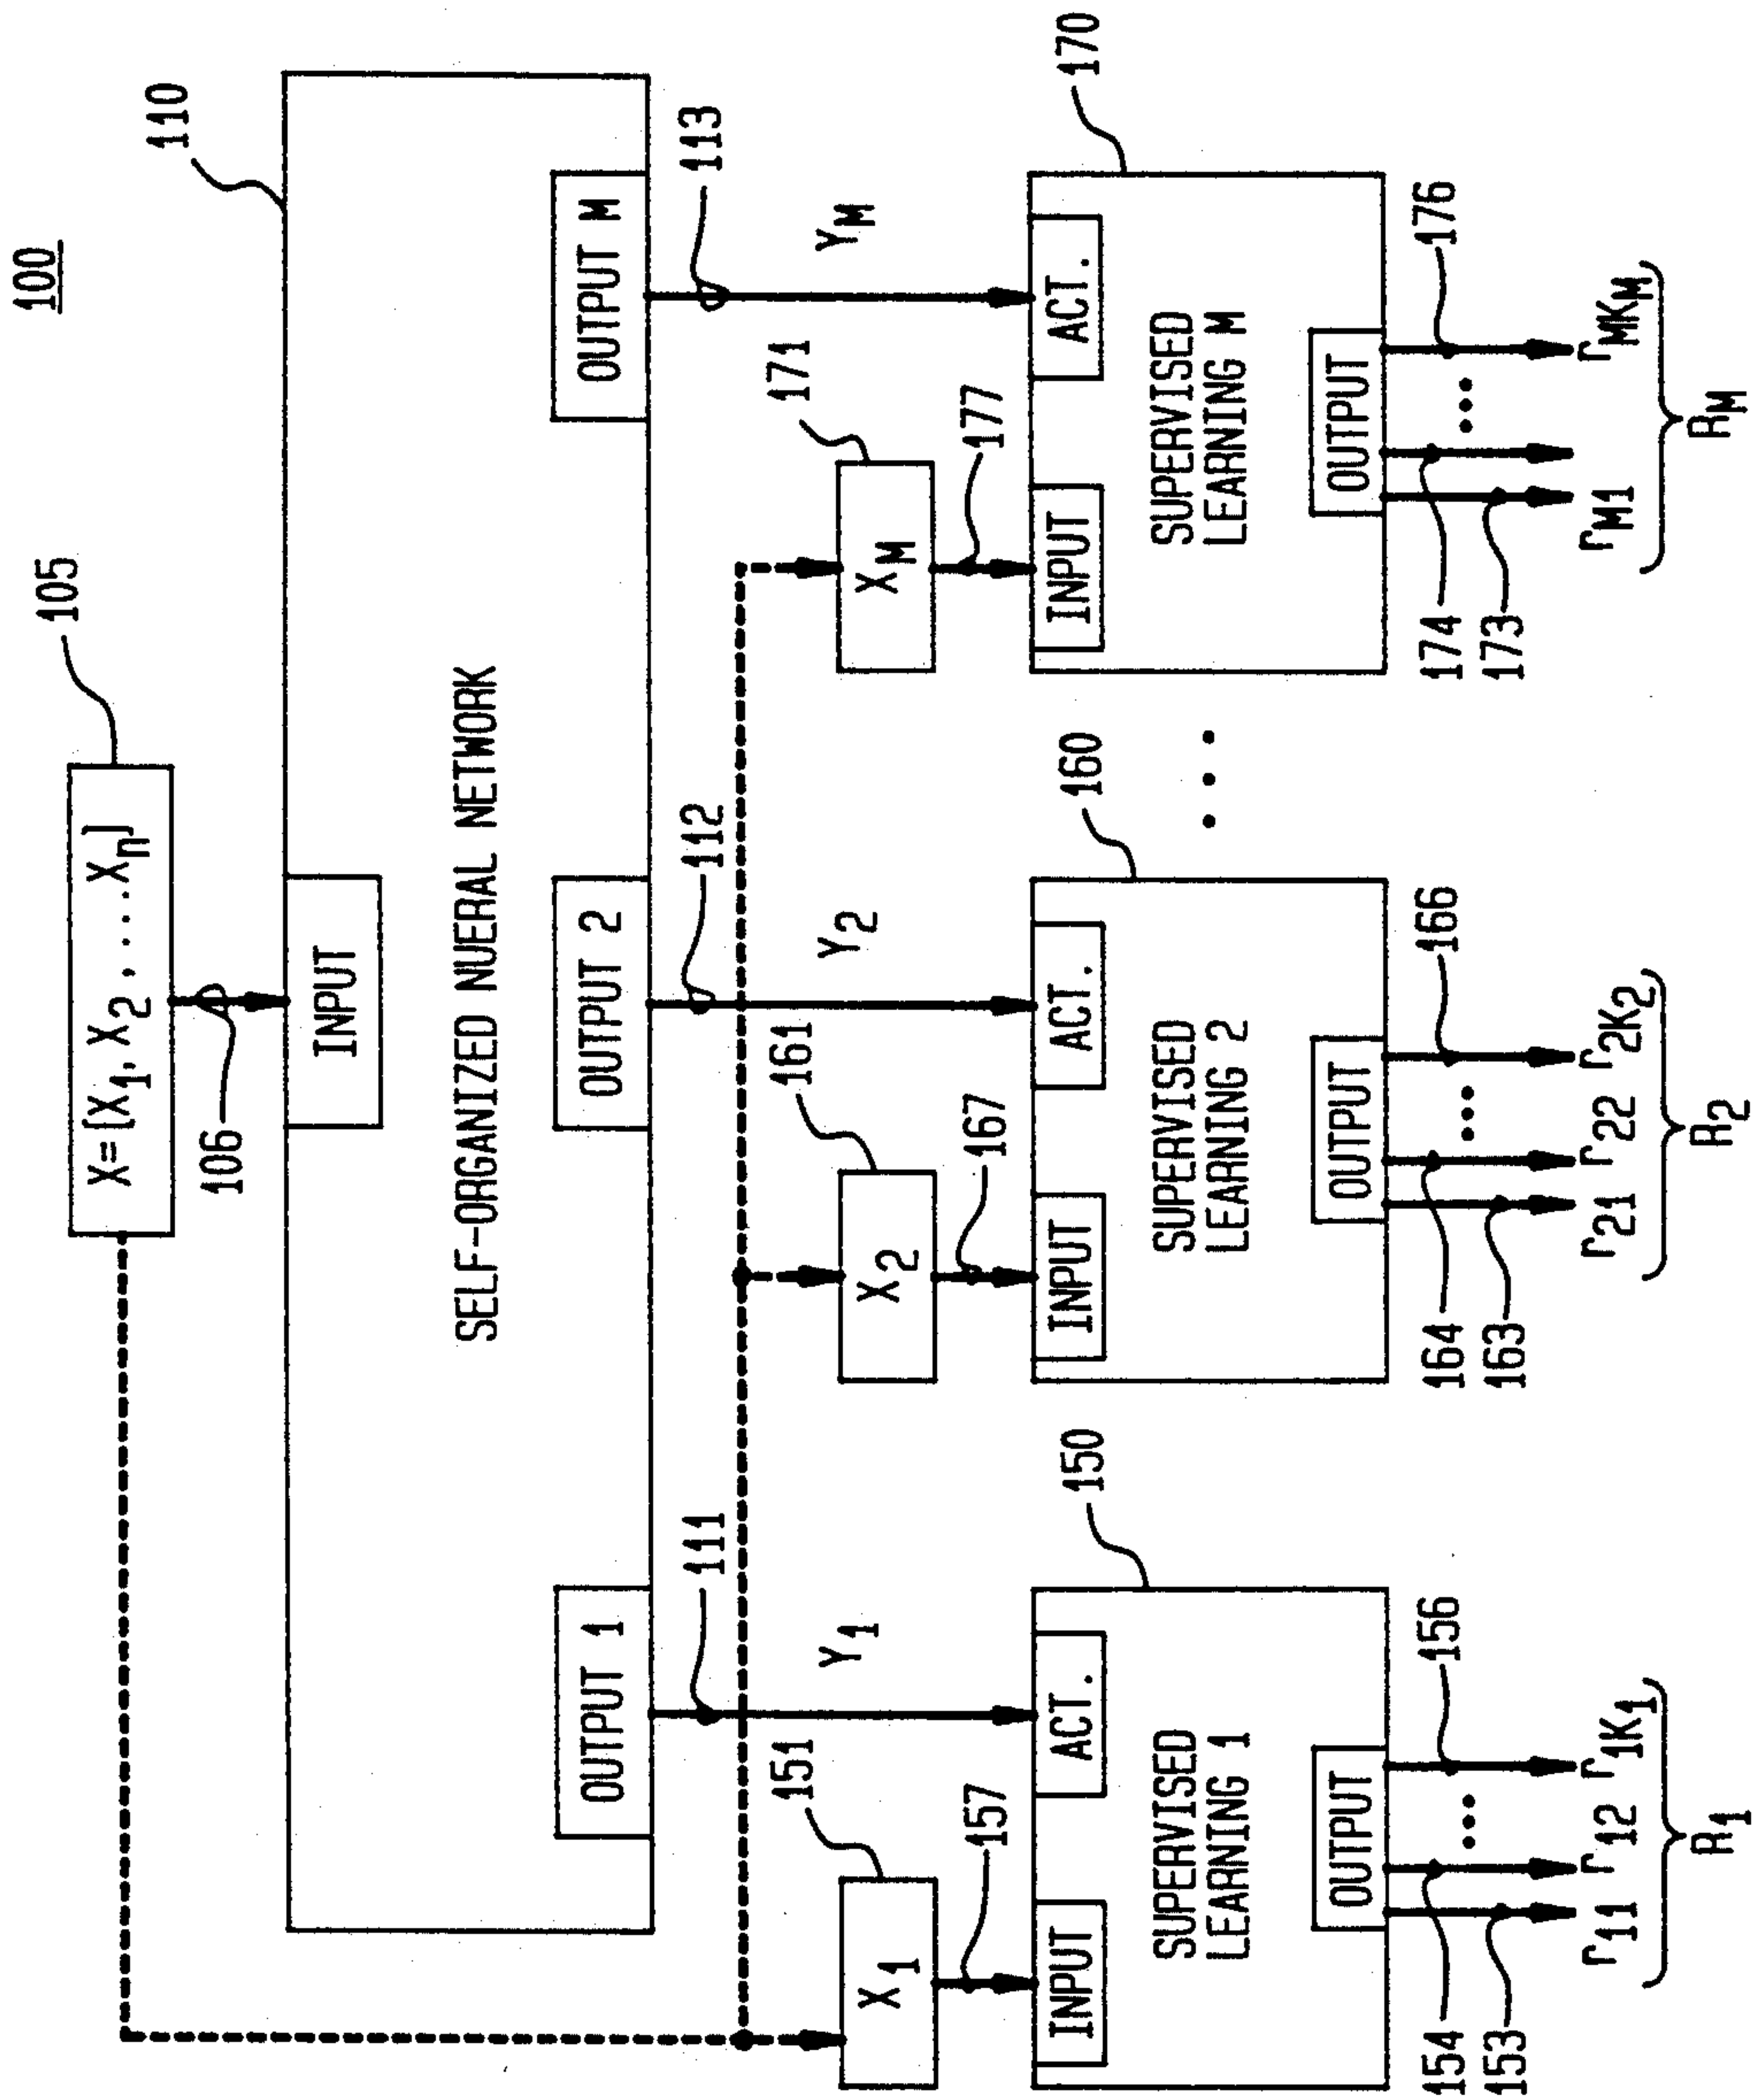 100
105
X=[X1, X2, ....Xn]
106
110
INPUT
SELF-ORGANIZED NUERAL NETWORK
OUTPUT 1
OUTPUT 2
OUTPUT M
111
112
113
Y1
Y2
YM
151
161
171
X1
X2
XM
157
167
177
150
160
170
INPUT
ACT.
INPUT
ACT.
INPUT
ACT.
SUPERVISED
LEARNING 1
SUPERVISED
LEARNING 2
...
SUPERVISED
LEARNING M
OUTPUT
OUTPUT
OUTPUT
154
153
...
156
164
163
...
166
174
173
...
176
r11 r12 r1K1
r21 r22 r2K2
rM1 rMKM
R1
R2
RM